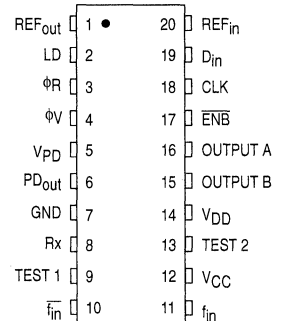 REFout 1 20 REFin
LD 2 19 Din
ϕR 3 18 CLK
ϕV 4 17 ENB
VPD 5 16 OUTPUT A
PDout 6 15 OUTPUT B
GND 7 14 VDD
Rx 8 13 TEST 2
TEST 1 9 12 VCC
fin 10 11 fin